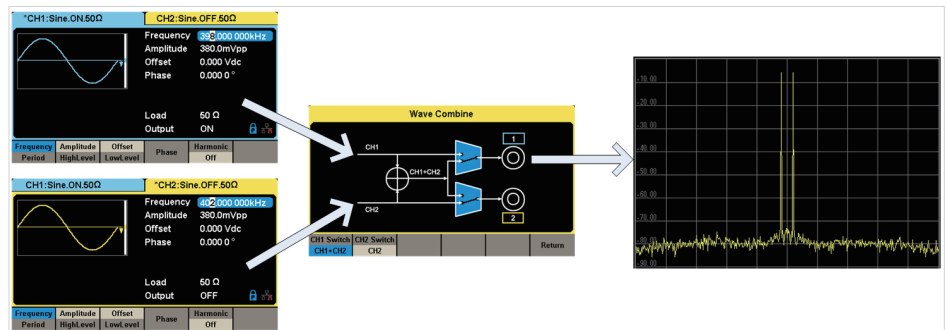 *CH1:Sine.ON.50Ω CH2:Sine.OFF.50Ω
Frequency 398.000 000kHz
Amplitude 380.0mVpp
Offset 0.000 Vdc
Phase 0.000 0 °
Load 50 Ω
Output ON
Frequency Amplitude Offset Phase Harmonic
Period HighLevel LowLevel Off
CH1:Sine.ON.50Ω *CH2:Sine.OFF.50Ω
Frequency 402.000 000kHz
Amplitude 380.0mVpp
Offset 0.000 Vdc
Phase 0.000 0 °
Load 50 Ω
Output OFF
Frequency Amplitude Offset Phase Harmonic
Period HighLevel LowLevel Off
Wave Combine
CH1
1
CH1+CH2
CH2
2
CH1 Switch CH2 Switch Return
CH1+CH2 CH2
-10.00
-20.00
-30.00
-40.00
-50.00
-60.00
-70.00
-80.00
-90.00